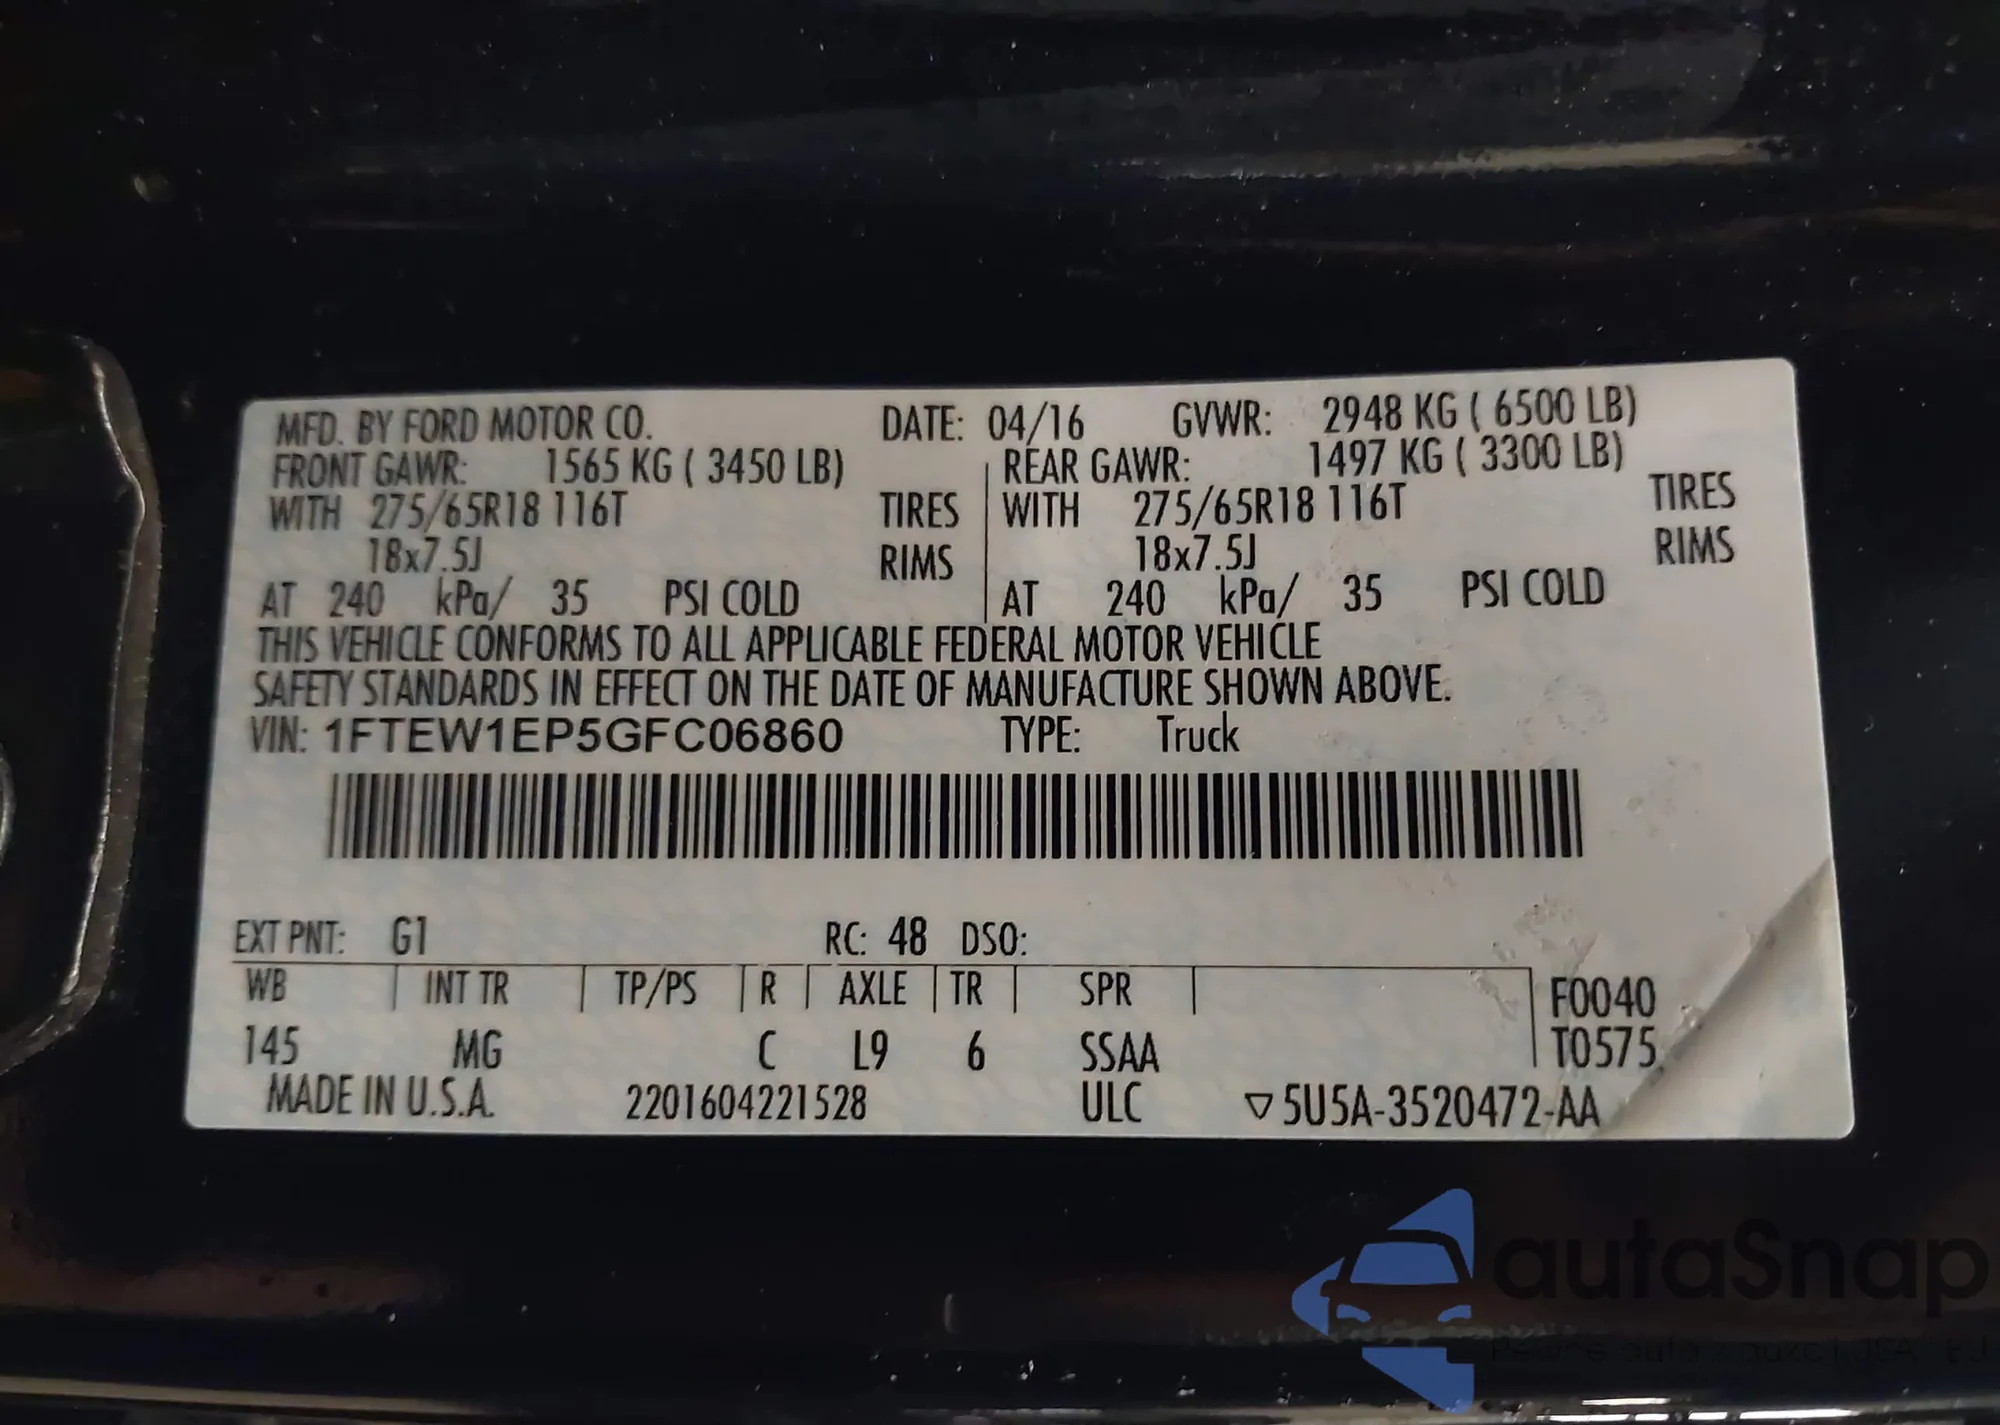 MFD. BY FORD MOTOR CO. DATE: 04/16 GVWR: 2948 KG ( 6500 LB)
FRONT GAWR: 1565 KG ( 3450 LB) REAR GAWR: 1497 KG ( 3300 LB)
WITH 275/65R18 116T TIRES WITH 275/65R18 116T TIRES
18x7.5J RIMS 18x7.5J RIMS
AT 240 kPa/ 35 PSI COLD AT 240 kPa/ 35 PSI COLD
THIS VEHICLE CONFORMS TO ALL APPLICABLE FEDERAL MOTOR VEHICLE
SAFETY STANDARDS IN EFFECT ON THE DATE OF MANUFACTURE SHOWN ABOVE.
VIN: 1FTEW1EP5GFC06860 TYPE: Truck
EXT PNT: G1 RC: 48 DSO:
WB INT TR TP/PS R AXLE TR SPR F0040
145 MG C L9 6 SSAA T0575
MADE IN U.S.A. 2201604221528 ULC ▽5U5A-3520472-AA
autaSnap